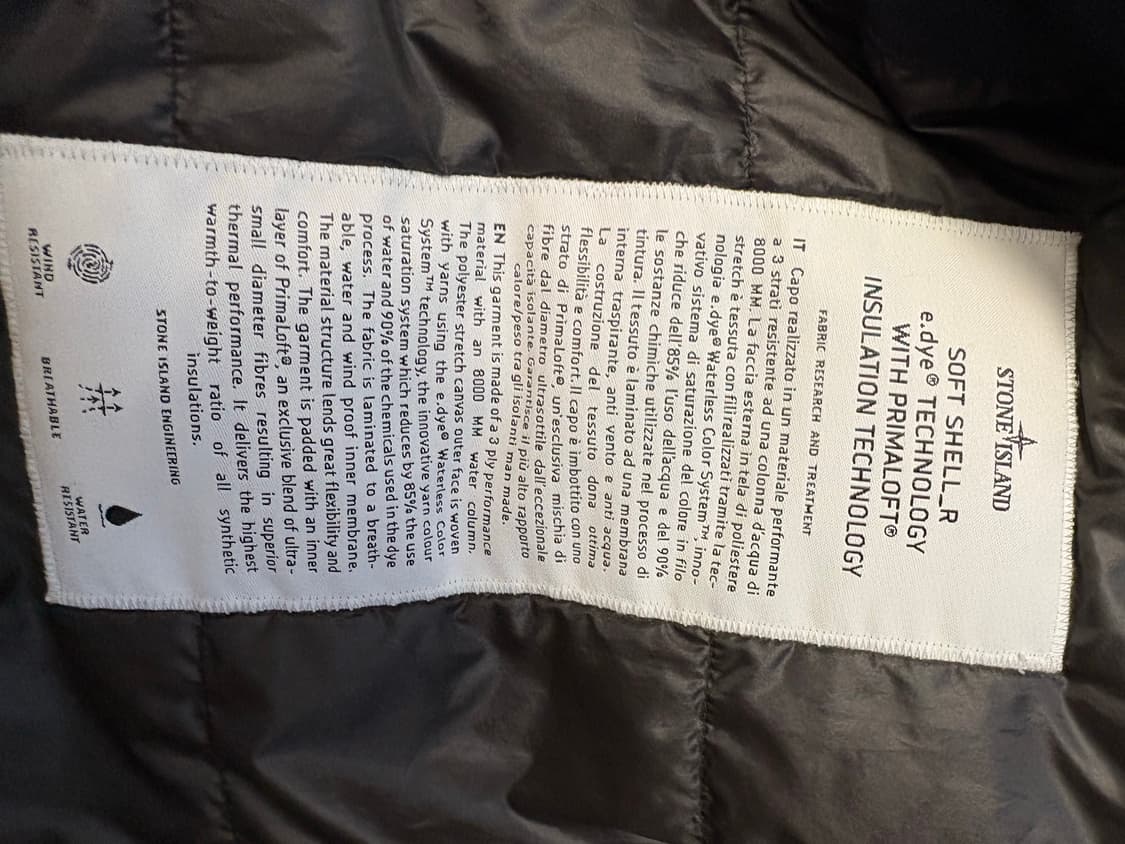 STONE ISLAND
SOFT SHELL_R
e.dye® TECHNOLOGY
WITH PRIMALOFT®
INSULATION TECHNOLOGY
FABRIC RESEARCH AND TREATMENT
IT Capo realizzato in un materiale performante
a 3 strati resistente ad una colonna d'acqua di
8000 MM. La faccia esterna in tela di poliestere
stretch è tessuta con filirealizzati tramite la tec-
nologia e.dye® Waterless Color System™, inno-
vativo sistema di saturazione del colore in filo
che riduce dell'85% l'uso dell'acqua e del 90%
le sostanze chimiche utilizzate nel processo di
tintura. Il tessuto è laminato ad una membrana
interna traspirante, anti vento e anti acqua.
La costruzione del tessuto dona ottima
flessibilità e comfort. Il capo è imbottito con uno
strato di PrimaLoft®, un'esclusiva mischia di
fibre dal diametro ultrasottile dall'eccezionale
capacità isolante. Garantisce il più alto rapporto
calore/peso tra gli isolanti man made.
EN This garment is made of a 3 ply performance
material with an 8000 MM water column.
The polyester stretch canvas outer face is woven
with yarns using the e.dye® Waterless Color
System™ technology, the innovative yarn colour
saturation system which reduces by 85% the use
of water and 90% of the chemicals used in the dye
process. The fabric is laminated to a breath-
able, water and wind proof inner membrane.
The material structure lends great flexibility and
comfort. The garment is padded with an inner
layer of PrimaLoft®, an exclusive blend of ultra-
small diameter fibres resulting in superior
thermal performance. It delivers the highest
warmth-to-weight ratio of all synthetic
insulations.
STONE ISLAND ENGINEERING
WIND
RESISTANT
BREATHABLE
WATER
RESISTANT